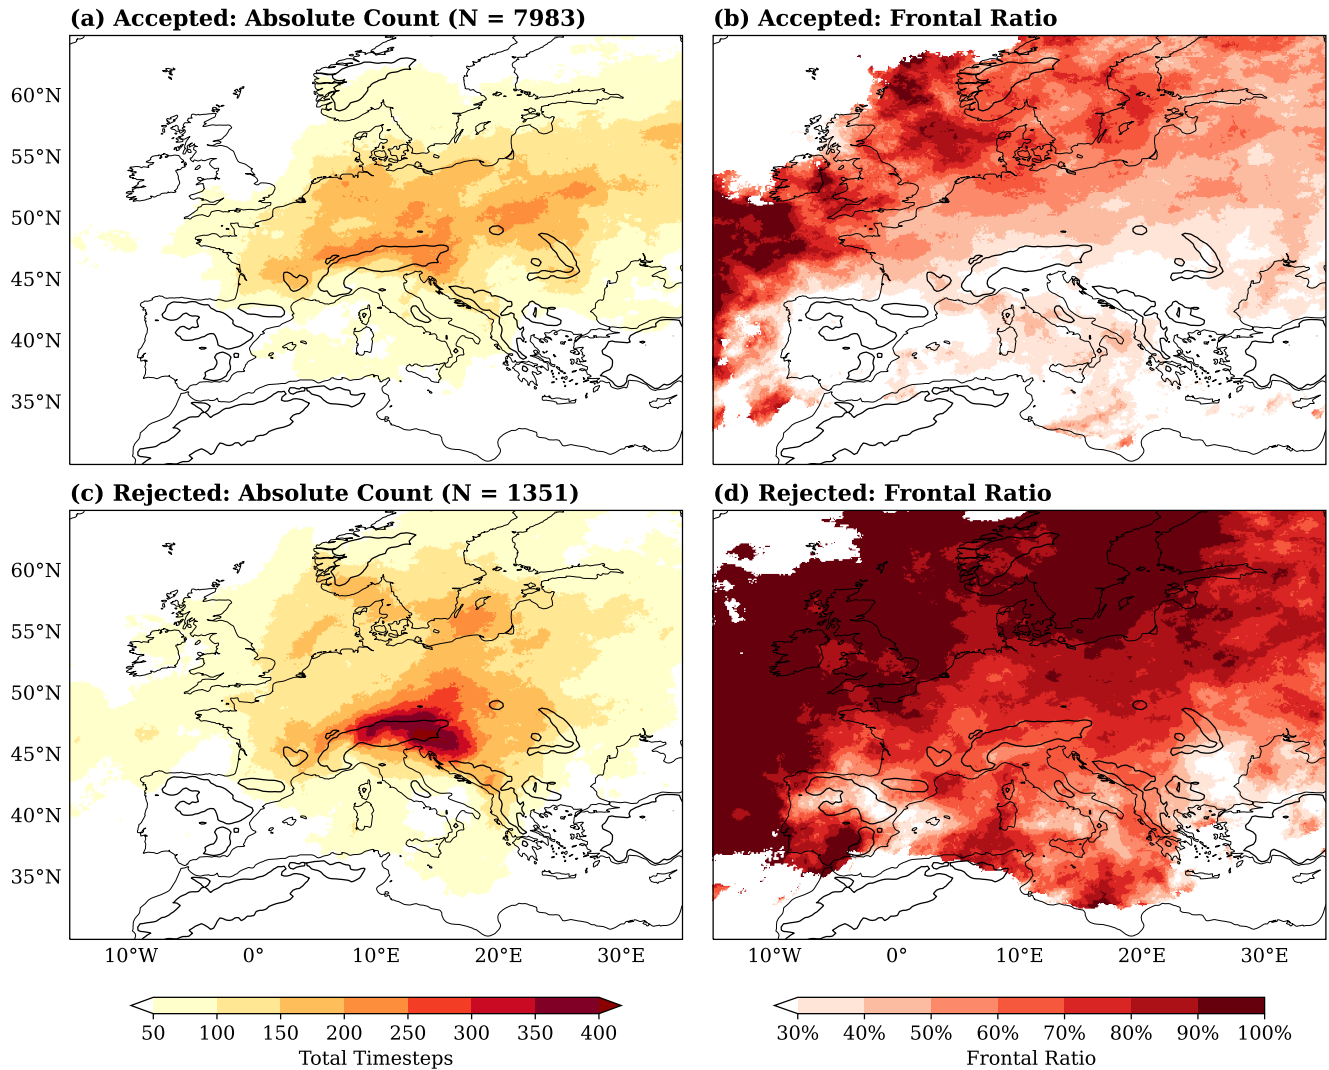 (a) Accepted: Absolute Count (N = 7983)
(b) Accepted: Frontal Ratio
60°N
55°N
50°N
45°N
40°N
35°N
(c) Rejected: Absolute Count (N = 1351)
(d) Rejected: Frontal Ratio
60°N
55°N
50°N
45°N
40°N
35°N
10°W 0° 10°E 20°E 30°E
10°W 0° 10°E 20°E 30°E
50 100 150 200 250 300 350 400
Total Timesteps
30% 40% 50% 60% 70% 80% 90% 100%
Frontal Ratio